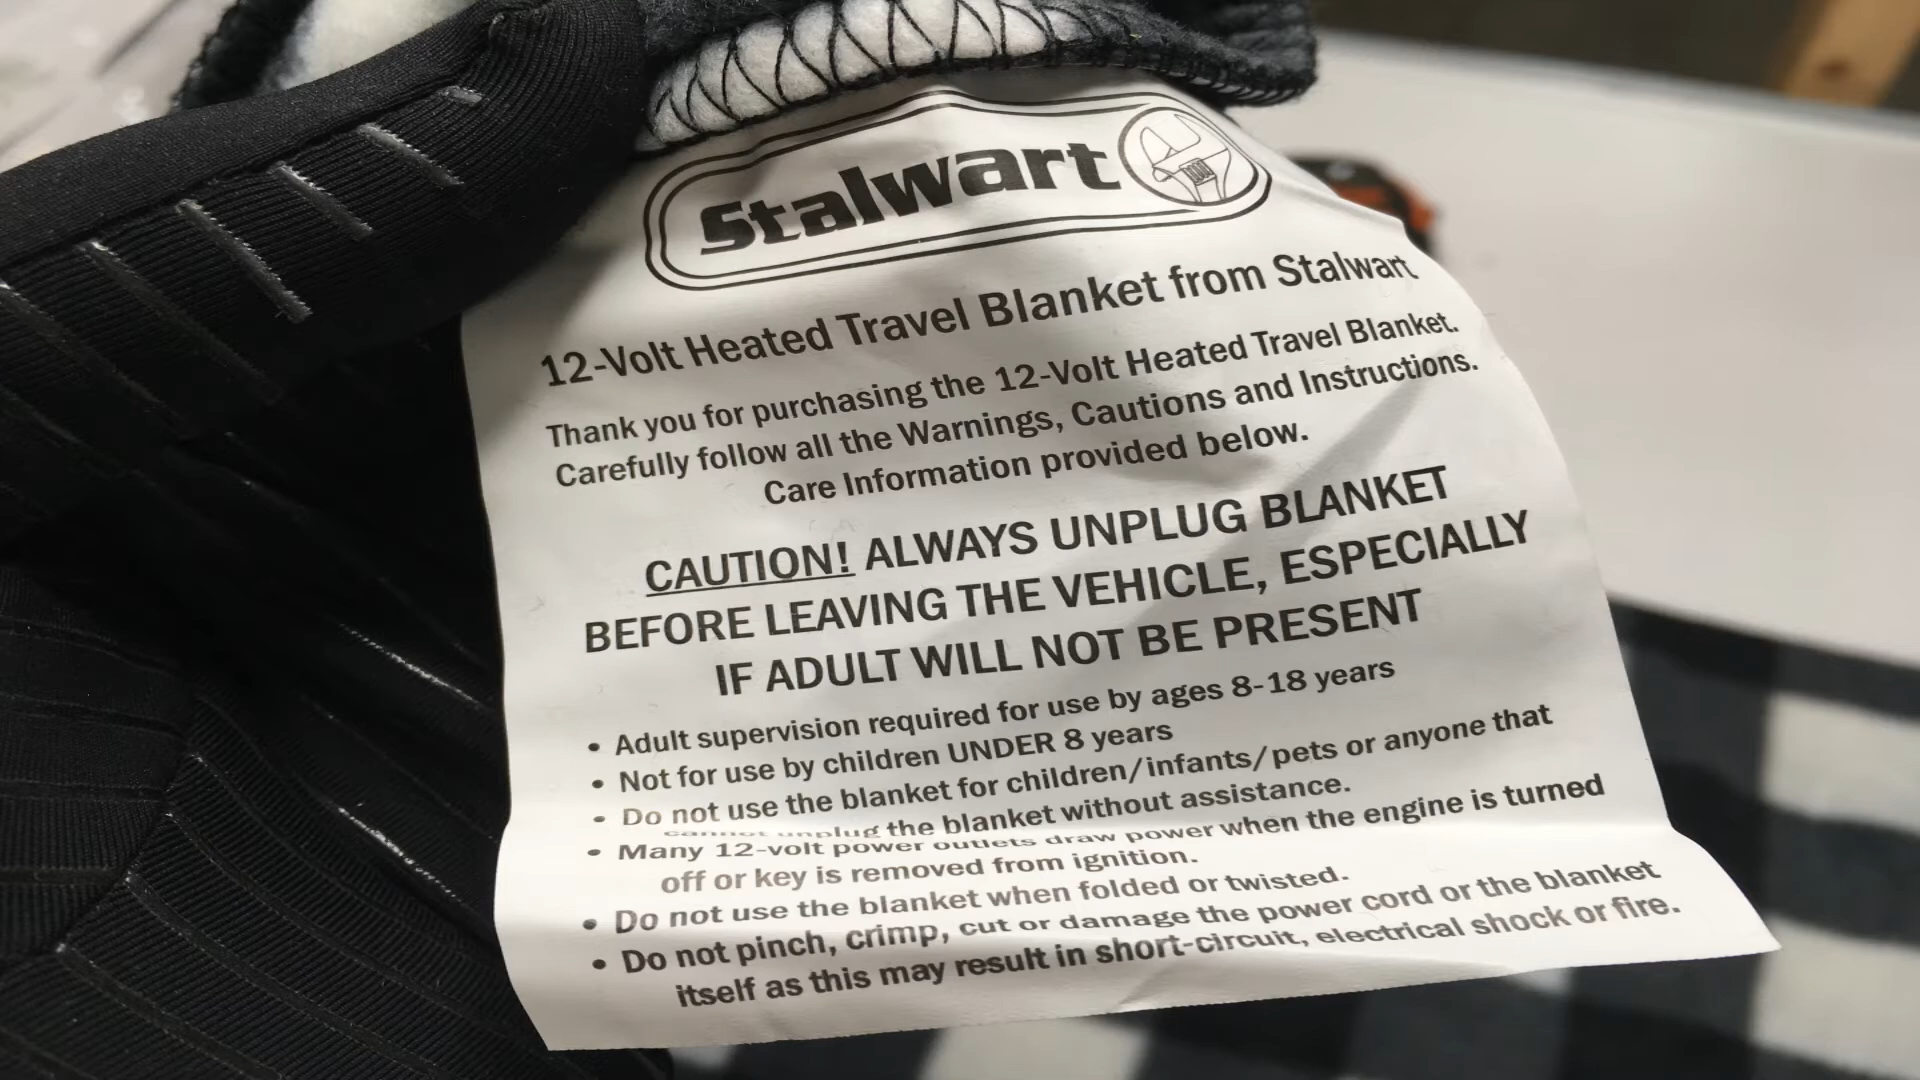 Stalwart
12-Volt Heated Travel Blanket from Stalwart
Thank you for purchasing the 12-Volt Heated Travel Blanket.
Carefully follow all the Warnings, Cautions and Instructions.
Care Information provided below.
CAUTION! ALWAYS UNPLUG BLANKET
BEFORE LEAVING THE VEHICLE, ESPECIALLY
IF ADULT WILL NOT BE PRESENT
• Adult supervision required for use by ages 8-18 years
• Not for use by children UNDER 8 years
• Do not use the blanket for children/infants/pets or anyone that
cannot unplug the blanket without assistance.
• Many 12-volt power outlets draw power when the engine is turned
off or key is removed from ignition.
• Do not use the blanket when folded or twisted.
• Do not pinch, crimp, cut or damage the power cord or the blanket
itself as this may result in short-circuit, electrical shock or fire.